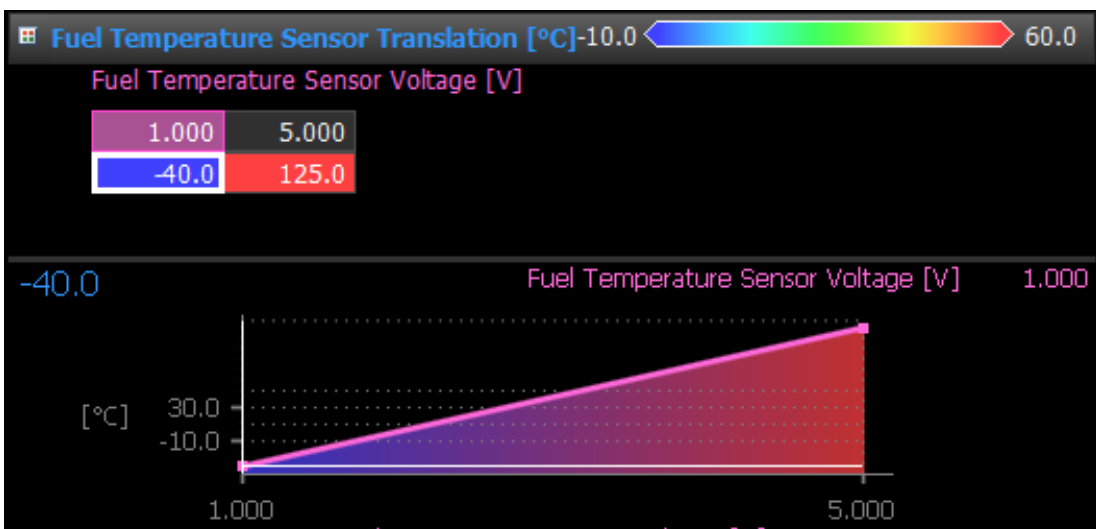 Fuel Temperature Sensor Translation [°C] -10.0 60.0
Fuel Temperature Sensor Voltage [V]
1.000 5.000
-40.0 125.0
-40.0 Fuel Temperature Sensor Voltage [V] 1.000
[°C] 30.0
-10.0
1.000 5.000